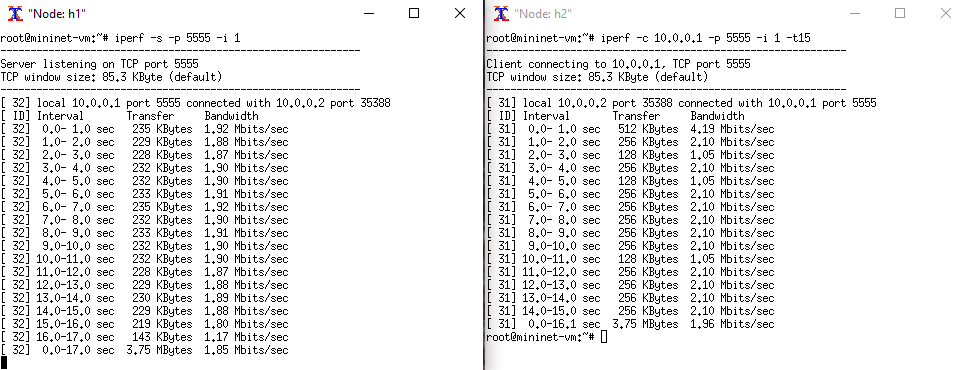 "Node: h1"
root@mininet-vm:~# iperf -s -p 5555 -i 1
------------------------------------------------------------
Server listening on TCP port 5555
TCP window size: 85.3 KByte (default)
------------------------------------------------------------
[ 32] local 10.0.0.1 port 5555 connected with 10.0.0.2 port 35388
[ ID] Interval       Transfer     Bandwidth
[ 32]  0.0- 1.0 sec   235 KBytes  1.92 Mbits/sec
[ 32]  1.0- 2.0 sec   229 KBytes  1.88 Mbits/sec
[ 32]  2.0- 3.0 sec   228 KBytes  1.87 Mbits/sec
[ 32]  3.0- 4.0 sec   232 KBytes  1.90 Mbits/sec
[ 32]  4.0- 5.0 sec   232 KBytes  1.90 Mbits/sec
[ 32]  5.0- 6.0 sec   233 KBytes  1.91 Mbits/sec
[ 32]  6.0- 7.0 sec   235 KBytes  1.92 Mbits/sec
[ 32]  7.0- 8.0 sec   232 KBytes  1.90 Mbits/sec
[ 32]  8.0- 9.0 sec   233 KBytes  1.91 Mbits/sec
[ 32]  9.0-10.0 sec   232 KBytes  1.90 Mbits/sec
[ 32] 10.0-11.0 sec   232 KBytes  1.90 Mbits/sec
[ 32] 11.0-12.0 sec   228 KBytes  1.87 Mbits/sec
[ 32] 12.0-13.0 sec   229 KBytes  1.88 Mbits/sec
[ 32] 13.0-14.0 sec   230 KBytes  1.89 Mbits/sec
[ 32] 14.0-15.0 sec   229 KBytes  1.88 Mbits/sec
[ 32] 15.0-16.0 sec   219 KBytes  1.80 Mbits/sec
[ 32] 16.0-17.0 sec   143 KBytes  1.17 Mbits/sec
[ 32]  0.0-17.0 sec  3.75 MBytes  1.85 Mbits/sec
"Node: h2"
root@mininet-vm:~# iperf -c 10.0.0.1 -p 5555 -i 1 -t15
------------------------------------------------------------
Client connecting to 10.0.0.1, TCP port 5555
TCP window size: 85.3 KByte (default)
------------------------------------------------------------
[ 31] local 10.0.0.2 port 35388 connected with 10.0.0.1 port 5555
[ ID] Interval       Transfer     Bandwidth
[ 31]  0.0- 1.0 sec   512 KBytes  4.19 Mbits/sec
[ 31]  1.0- 2.0 sec   256 KBytes  2.10 Mbits/sec
[ 31]  2.0- 3.0 sec   128 KBytes  1.05 Mbits/sec
[ 31]  3.0- 4.0 sec   256 KBytes  2.10 Mbits/sec
[ 31]  4.0- 5.0 sec   128 KBytes  1.05 Mbits/sec
[ 31]  5.0- 6.0 sec   256 KBytes  2.10 Mbits/sec
[ 31]  6.0- 7.0 sec   256 KBytes  2.10 Mbits/sec
[ 31]  7.0- 8.0 sec   256 KBytes  2.10 Mbits/sec
[ 31]  8.0- 9.0 sec   256 KBytes  2.10 Mbits/sec
[ 31]  9.0-10.0 sec   256 KBytes  2.10 Mbits/sec
[ 31] 10.0-11.0 sec   128 KBytes  1.05 Mbits/sec
[ 31] 11.0-12.0 sec   256 KBytes  2.10 Mbits/sec
[ 31] 12.0-13.0 sec   256 KBytes  2.10 Mbits/sec
[ 31] 13.0-14.0 sec   256 KBytes  2.10 Mbits/sec
[ 31] 14.0-15.0 sec   256 KBytes  2.10 Mbits/sec
[ 31]  0.0-16.1 sec  3.75 MBytes  1.96 Mbits/sec
root@mininet-vm:~#